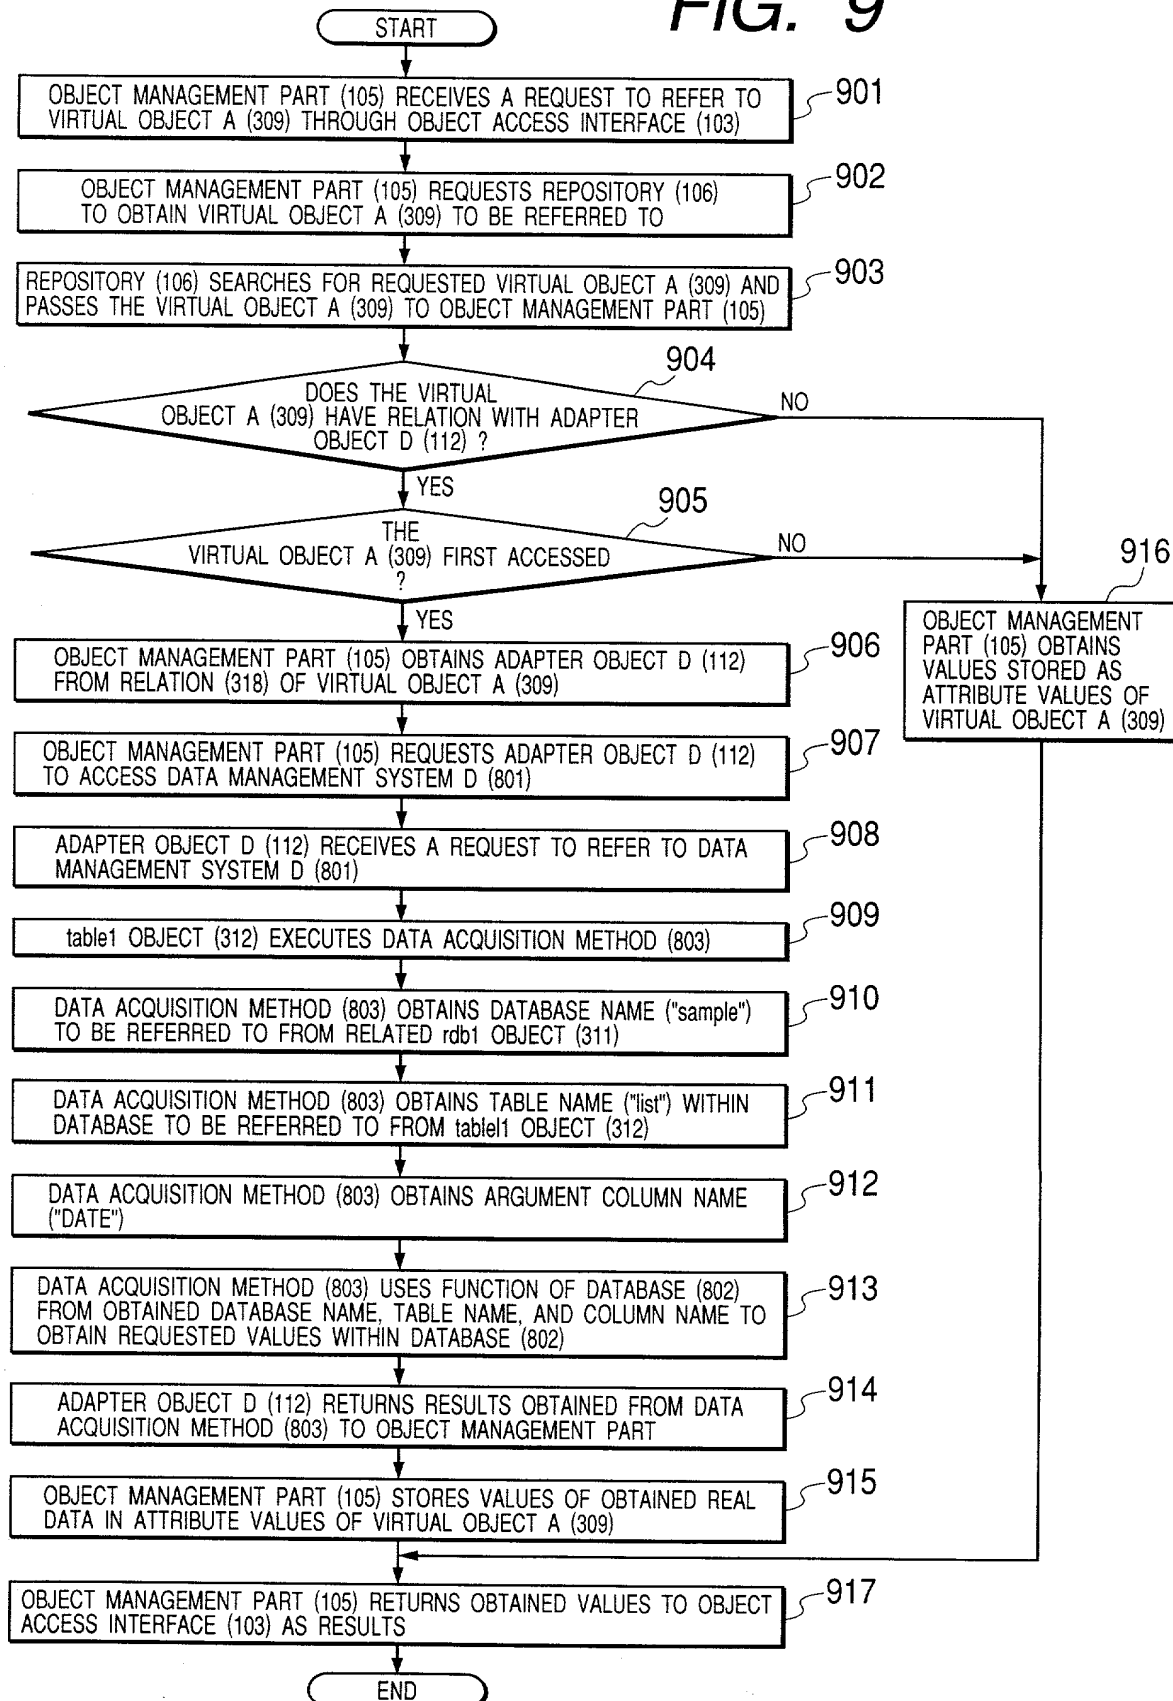 FIG. 9
START
OBJECT MANAGEMENT PART (105) RECEIVES A REQUEST TO REFER TO
VIRTUAL OBJECT A (309) THROUGH OBJECT ACCESS INTERFACE (103)
901
OBJECT MANAGEMENT PART (105) REQUESTS REPOSITORY (106)
TO OBTAIN VIRTUAL OBJECT A (309) TO BE REFERRED TO
902
REPOSITORY (106) SEARCHES FOR REQUESTED VIRTUAL OBJECT A (309) AND
PASSES THE VIRTUAL OBJECT A (309) TO OBJECT MANAGEMENT PART (105)
903
DOES THE VIRTUAL
OBJECT A (309) HAVE RELATION WITH ADAPTER
OBJECT D (112) ?
904
NO
YES
THE
VIRTUAL OBJECT A (309) FIRST ACCESSED
?
905
NO
YES
916
OBJECT MANAGEMENT
PART (105) OBTAINS
VALUES STORED AS
ATTRIBUTE VALUES OF
VIRTUAL OBJECT A (309)
OBJECT MANAGEMENT PART (105) OBTAINS ADAPTER OBJECT D (112)
FROM RELATION (318) OF VIRTUAL OBJECT A (309)
906
OBJECT MANAGEMENT PART (105) REQUESTS ADAPTER OBJECT D (112)
TO ACCESS DATA MANAGEMENT SYSTEM D (801)
907
ADAPTER OBJECT D (112) RECEIVES A REQUEST TO REFER TO DATA
MANAGEMENT SYSTEM D (801)
908
table1 OBJECT (312) EXECUTES DATA ACQUISITION METHOD (803)
909
DATA ACQUISITION METHOD (803) OBTAINS DATABASE NAME ("sample")
TO BE REFERRED TO FROM RELATED rdb1 OBJECT (311)
910
DATA ACQUISITION METHOD (803) OBTAINS TABLE NAME ("list") WITHIN
DATABASE TO BE REFERRED TO FROM tablel1 OBJECT (312)
911
DATA ACQUISITION METHOD (803) OBTAINS ARGUMENT COLUMN NAME
("DATE")
912
DATA ACQUISITION METHOD (803) USES FUNCTION OF DATABASE (802)
FROM OBTAINED DATABASE NAME, TABLE NAME, AND COLUMN NAME TO
OBTAIN REQUESTED VALUES WITHIN DATABASE (802)
913
ADAPTER OBJECT D (112) RETURNS RESULTS OBTAINED FROM DATA
ACQUISITION METHOD (803) TO OBJECT MANAGEMENT PART
914
OBJECT MANAGEMENT PART (105) STORES VALUES OF OBTAINED REAL
DATA IN ATTRIBUTE VALUES OF VIRTUAL OBJECT A (309)
915
OBJECT MANAGEMENT PART (105) RETURNS OBTAINED VALUES TO OBJECT
ACCESS INTERFACE (103) AS RESULTS
917
END